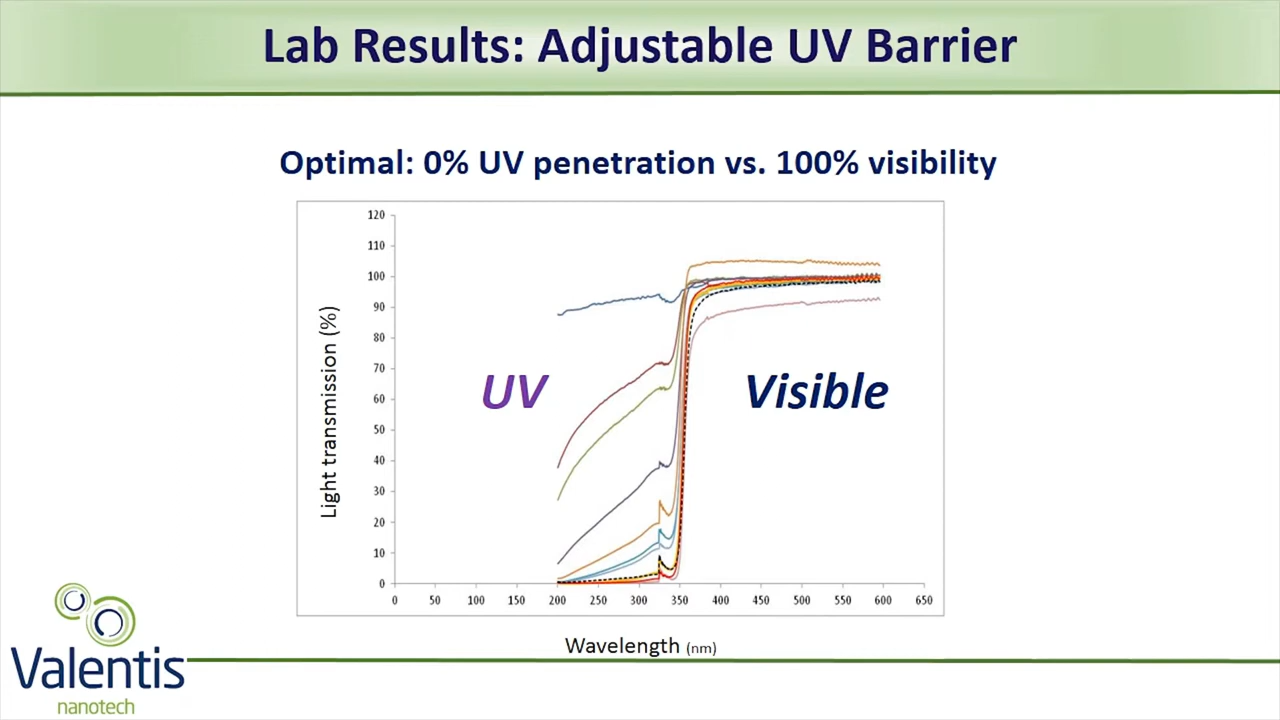 Lab Results: Adjustable UV Barrier
Optimal: 0% UV penetration vs. 100% visibility
120
110
100
90
80
70
60
50
40
30
20
10
0
Light transmission (%)
UV
Visible
0 50 100 150 200 250 300 350 400 450 500 550 600 650
Wavelength (nm)
Valentis
nanotech